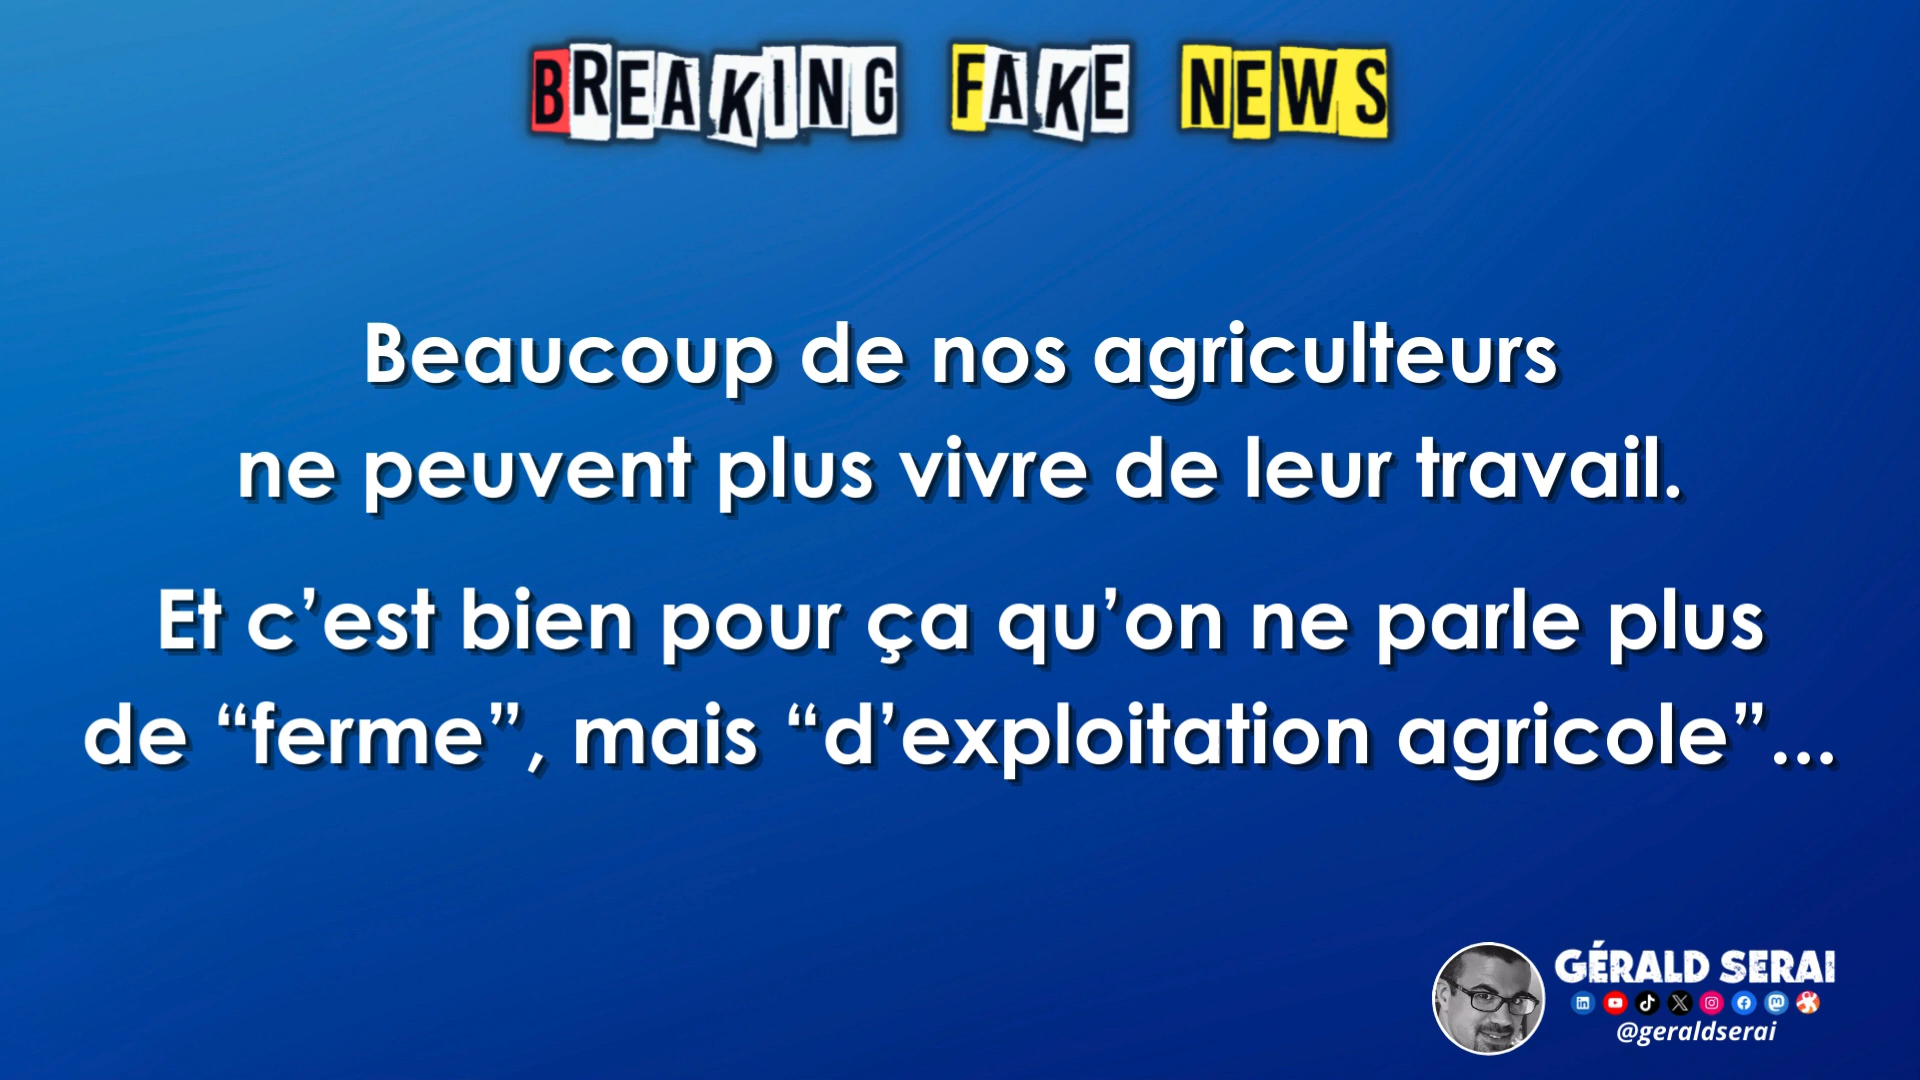 BREAKING FAKE NEWS
Beaucoup de nos agriculteurs
ne peuvent plus vivre de leur travail.
Et c’est bien pour ça qu’on ne parle plus
de “ferme”, mais “d’exploitation agricole”...
GÉRALD SERAI
@geraldserai